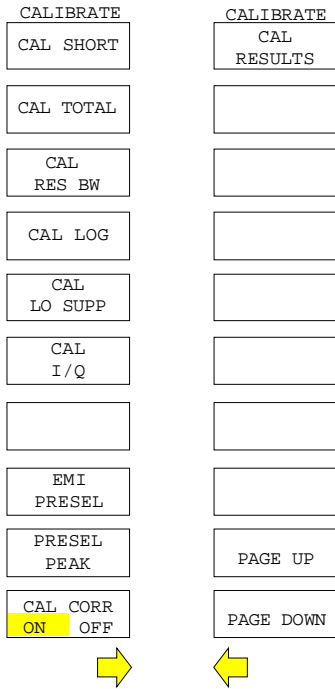 CALIBRATE
CAL SHORT
CAL TOTAL
CAL
RES BW
CAL LOG
CAL
LO SUPP
CAL
I/Q
EMI
PRESEL
PRESEL
PEAK
CAL CORR
ON OFF
CALIBRATE
CAL
RESULTS
PAGE UP
PAGE DOWN